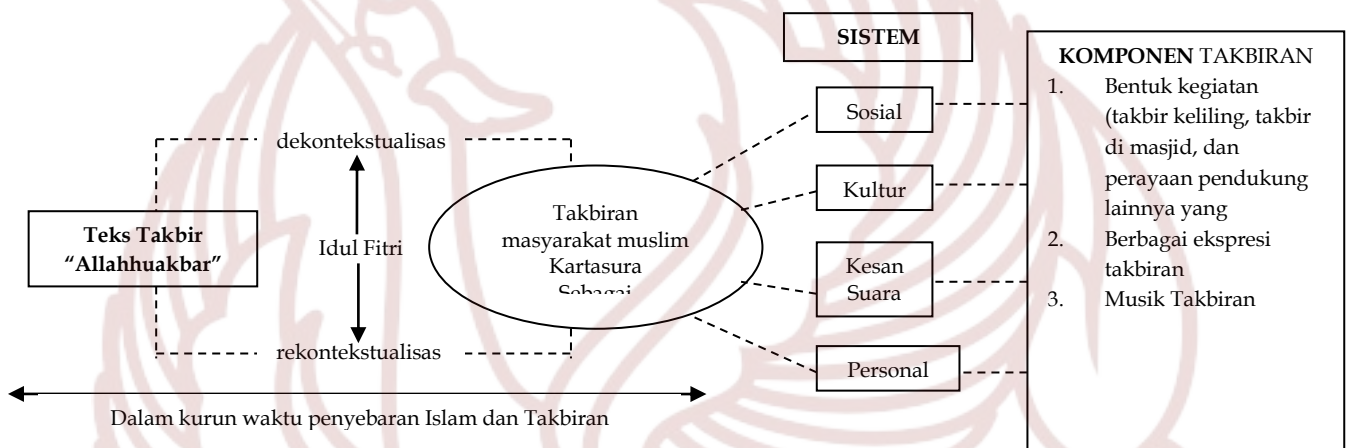 SISTEM
KOMPONEN TAKBIRAN
1. Bentuk kegiatan
(takbir keliling, takbir
di masjid, dan
perayaan pendukung
lainnya yang
2. Berbagai ekspresi
takbiran
3. Musik Takbiran
Sosial
Kultur
Kesan
Suara
Personal
dekontekstualisas
Idul Fitri
rekontekstualisas
Teks Takbir
“Allahhuakbar”
Takbiran
masyarakat muslim
Kartasura
Dalam kurun waktu penyebaran Islam dan Takbiran